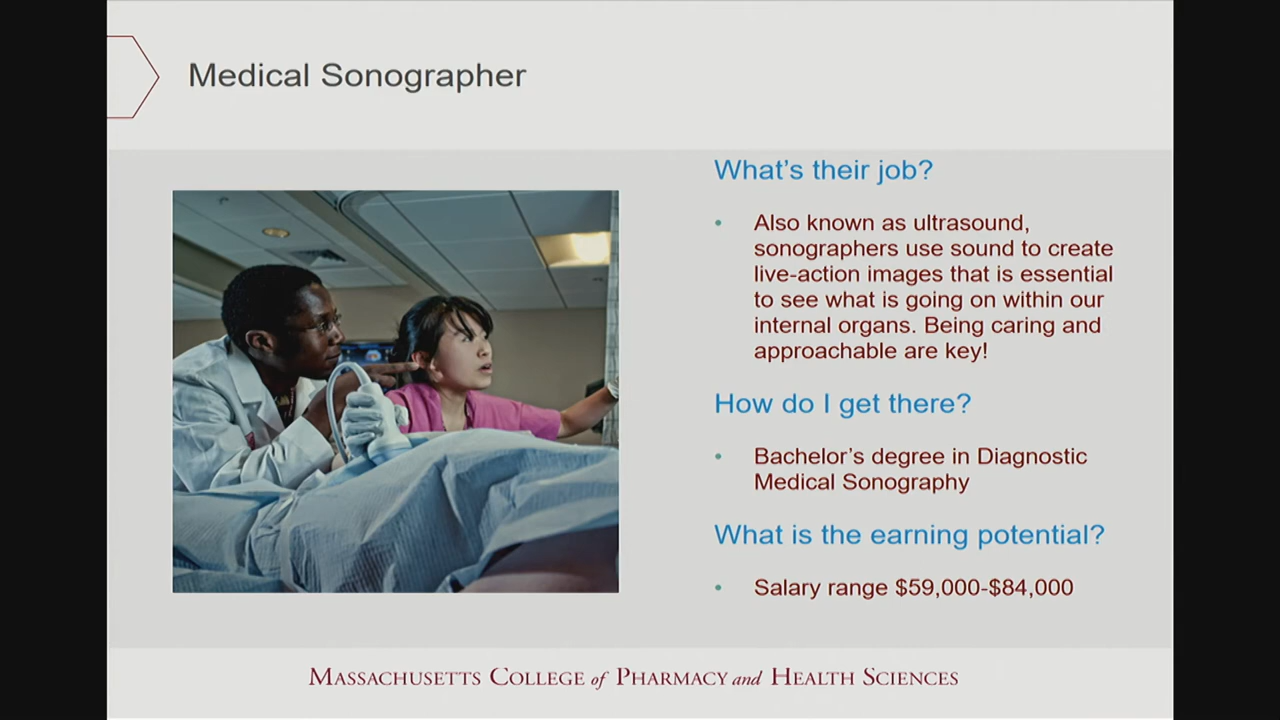 Medical Sonographer
What's their job?
• Also known as ultrasound,
sonographers use sound to create
live-action images that is essential
to see what is going on within our
internal organs. Being caring and
approachable are key!
How do I get there?
• Bachelor's degree in Diagnostic
Medical Sonography
What is the earning potential?
• Salary range $59,000-$84,000
MASSACHUSETTS COLLEGE of PHARMACY and HEALTH SCIENCES